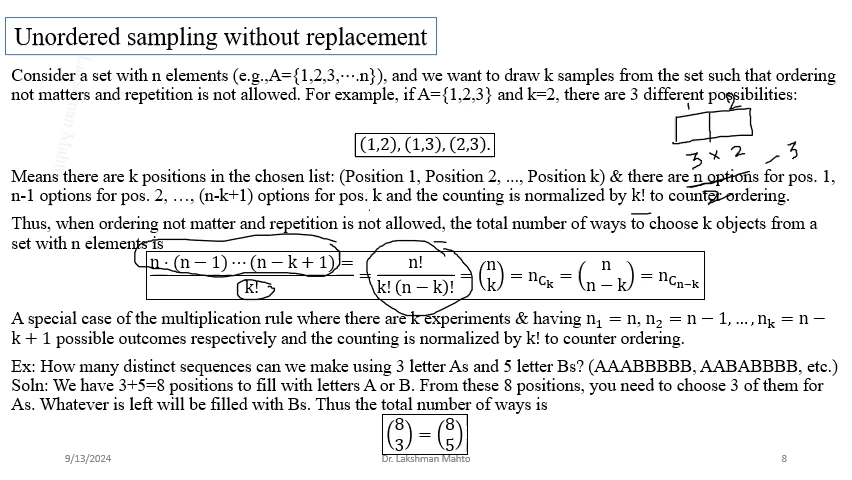 Unordered sampling without replacement
Consider a set with n elements (e.g.,A={1,2,3,⋯.n}), and we want to draw k samples from the set such that ordering
not matters and repetition is not allowed. For example, if A={1,2,3} and k=2, there are 3 different possibilities:
1 2
(1,2), (1,3), (2,3).
3 × 2
3
Means there are k positions in the chosen list: (Position 1, Position 2, ..., Position k) & there are n options for pos. 1,
2
n-1 options for pos. 2, …, (n-k+1) options for pos. k and the counting is normalized by k! to counter ordering.
Thus, when ordering not matter and repetition is not allowed, the total number of ways to choose k objects from a
set with n elements is
n · (n − 1) ⋯ (n − k + 1) / k! = = n! / k! (n − k)! = (n k) = nCk = (n n − k) = nCn−k
A special case of the multiplication rule where there are k experiments & having n₁ = n, n₂ = n − 1, … , nk = n −
k + 1 possible outcomes respectively and the counting is normalized by k! to counter ordering.
Ex: How many distinct sequences can we make using 3 letter As and 5 letter Bs? (AAABBBBB, AABABBBB, etc.)
Soln: We have 3+5=8 positions to fill with letters A or B. From these 8 positions, you need to choose 3 of them for
As. Whatever is left will be filled with Bs. Thus the total number of ways is
(8 3) = (8 5).
9/13/2024 Dr. Lakshman Mahto 8